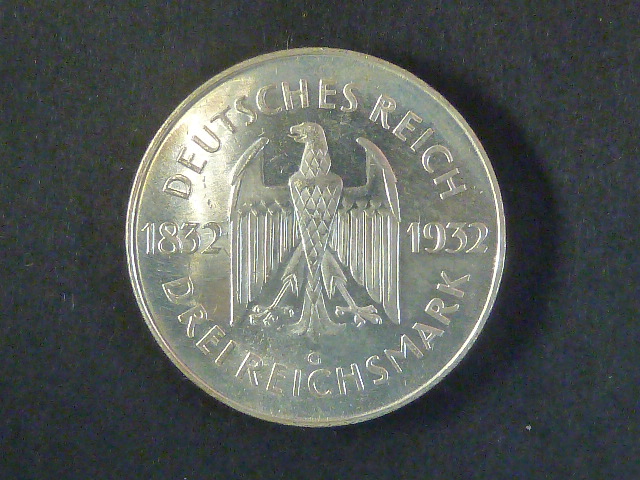 DEUTSCHES REICH
1832 1932
G
DREI REICHSMARK